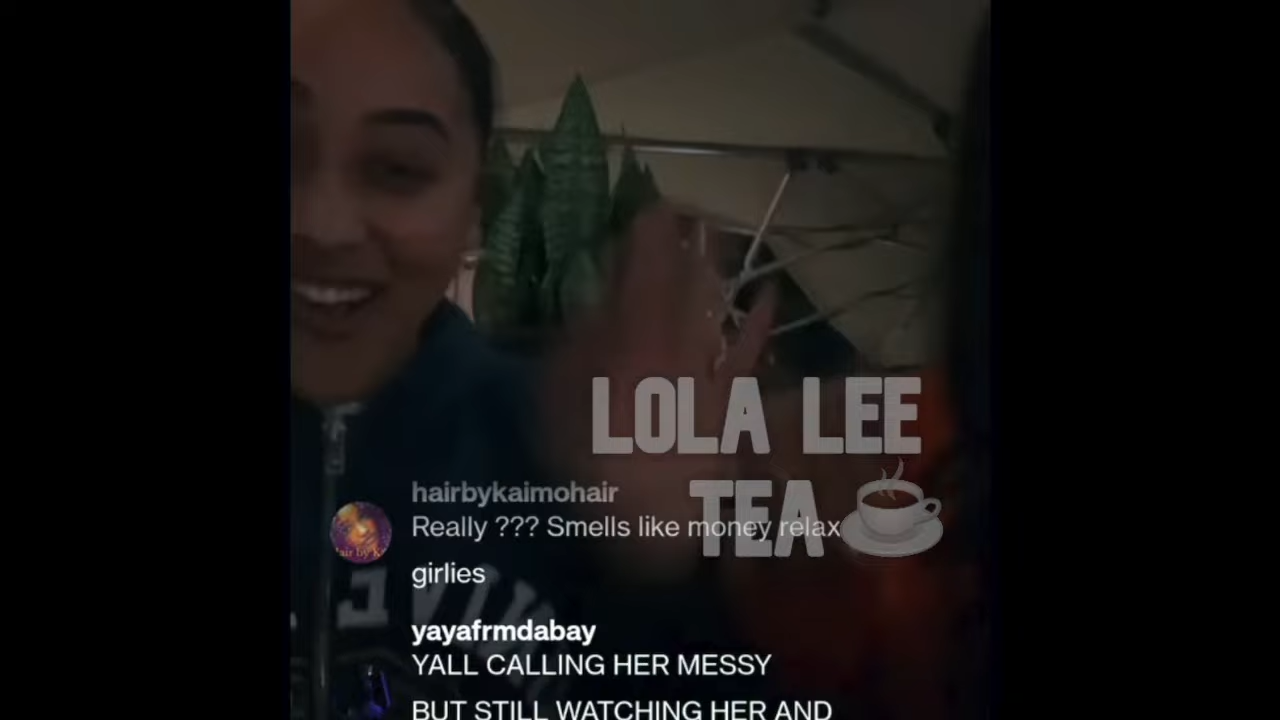 LOLA LEE
TEA
hairbykaimohair
Really ??? Smells like money relax
girlies
yayafrmdabay
YALL CALLING HER MESSY
BUT STILL WATCHING HER AND